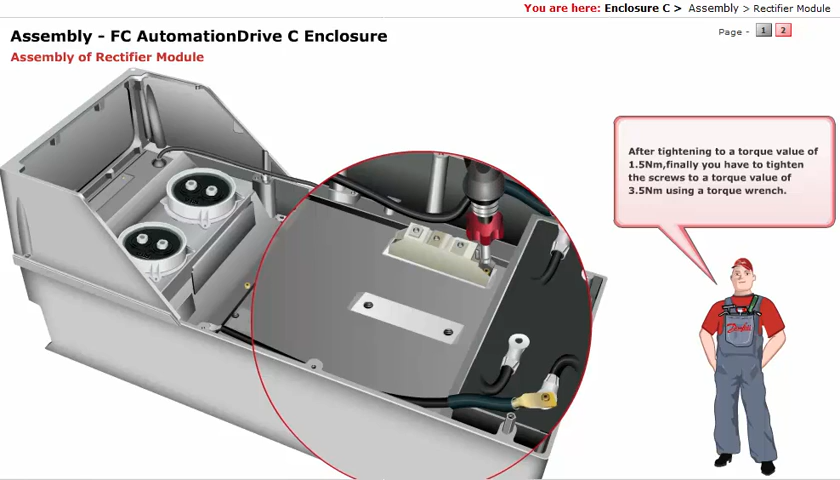 You are here: Enclosure C > Assembly > Rectifier Module
Assembly - FC AutomationDrive C Enclosure
Page - 1 2
Assembly of Rectifier Module
After tightening to a torque value of
1.5Nm,finally you have to tighten
the screws to a torque value of
3.5Nm using a torque wrench.
Danfoss